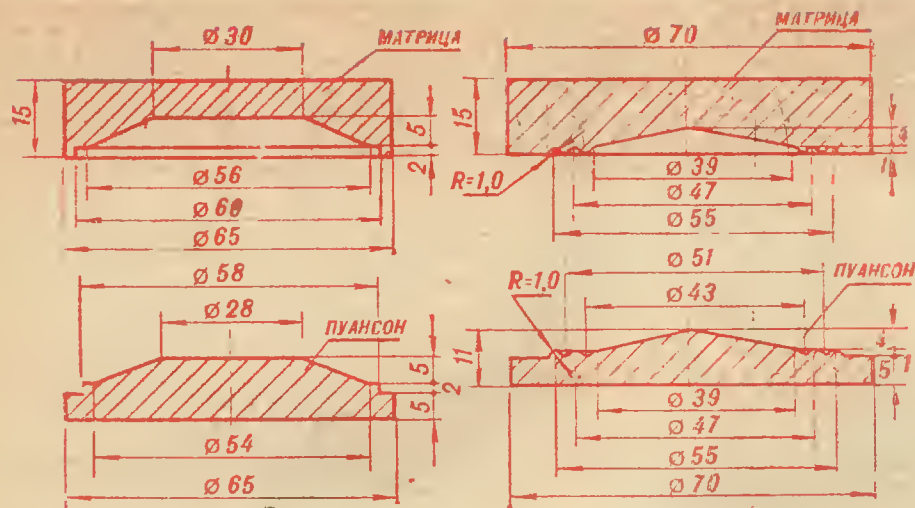 Ø 30
МАТРИЦА
15
5
2
Ø 56
Ø 60
Ø 65
Ø 70
МАТРИЦА
15
4
1
R=1,0
Ø 39
Ø 47
Ø 55
Ø 58
Ø 28
ПУАНСОН
5
2
5
Ø 54
Ø 65
Ø 51
R=1,0
ПУАНСОН
Ø 43
11
4
1
5
Ø 39
Ø 47
Ø 55
Ø 70